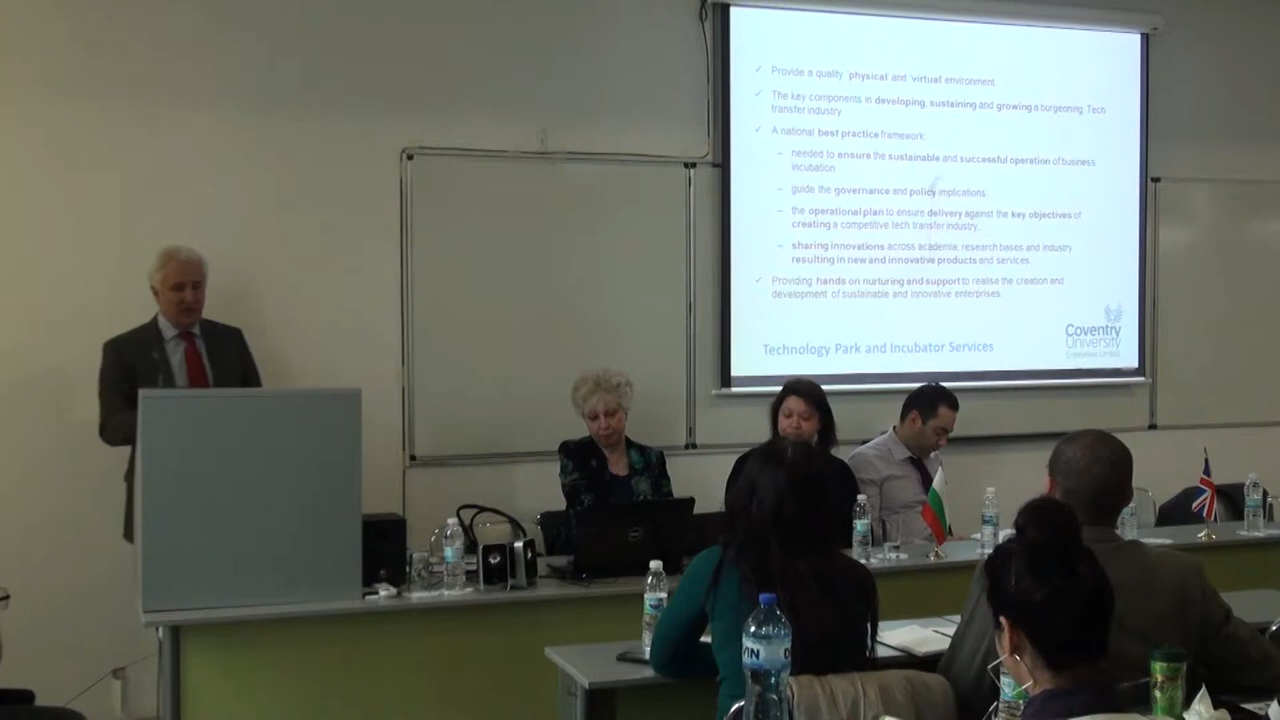 ✓ Provide a quality 'physical and 'virtual environment.
✓ The key components in developing, sustaining and growing a burgeoning Tech
transfer industry
✓ A national best practice framework:
– needed to ensure the sustainable and successful operation of business
incubation
– guide the governance and policy implications
– the operational plan to ensure delivery against the key objectives of
creating a competitive tech transfer industry.
– sharing innovations across academia, research bases and industry
resulting in new and innovative products and services.
✓ Providing hands on nurturing and support to realise the creation and
development of sustainable and innovative enterprises.
Technology Park and Incubator Services
Coventry
University
Enterprises Limited
DELL